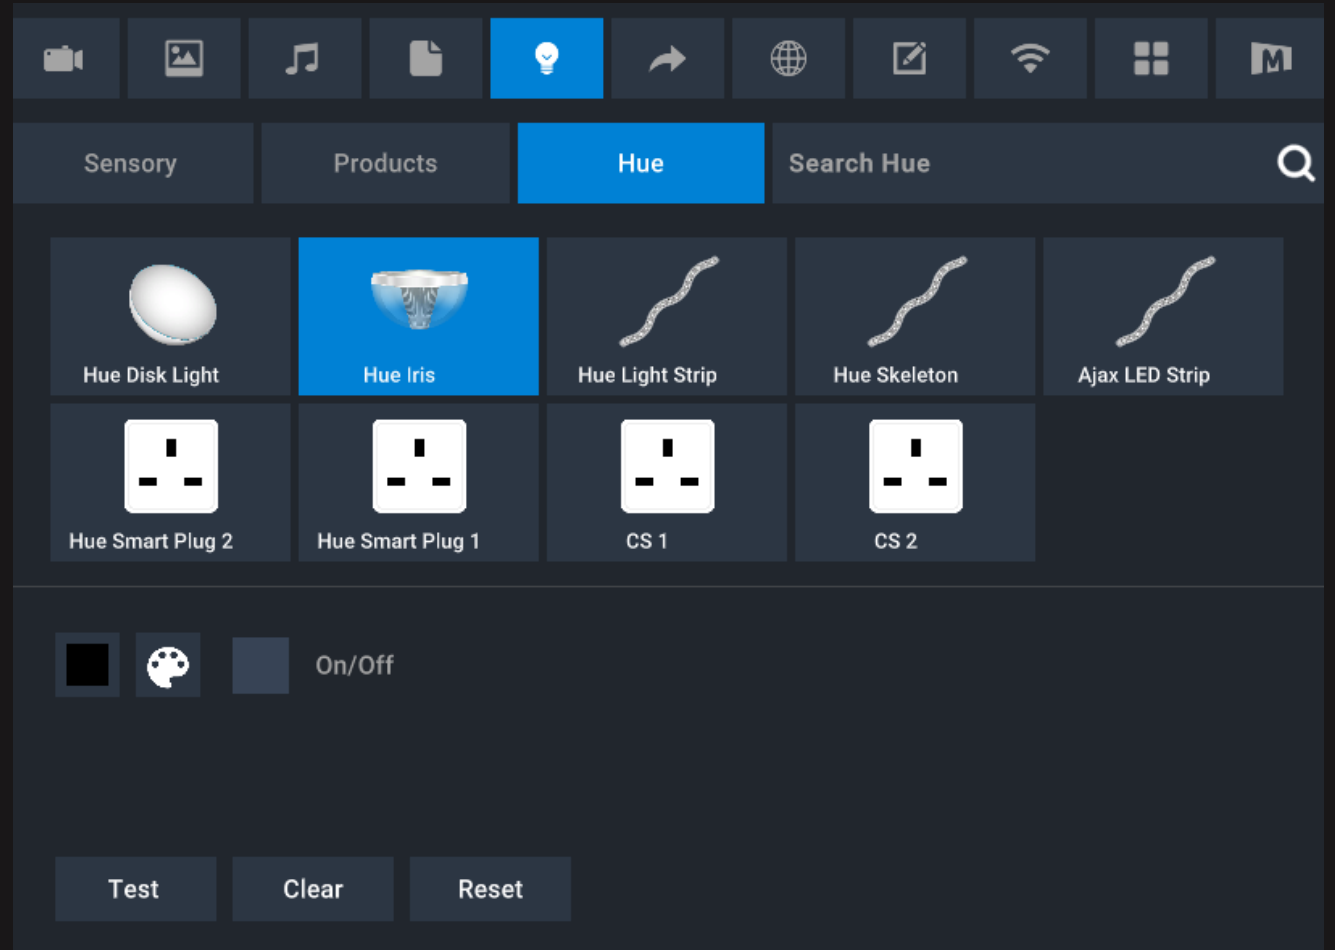 M
Sensory
Products
Hue
Search Hue
Hue Disk Light
Hue Iris
Hue Light Strip
Hue Skeleton
Ajax LED Strip
Hue Smart Plug 2
Hue Smart Plug 1
CS 1
CS 2
On/Off
Test
Clear
Reset